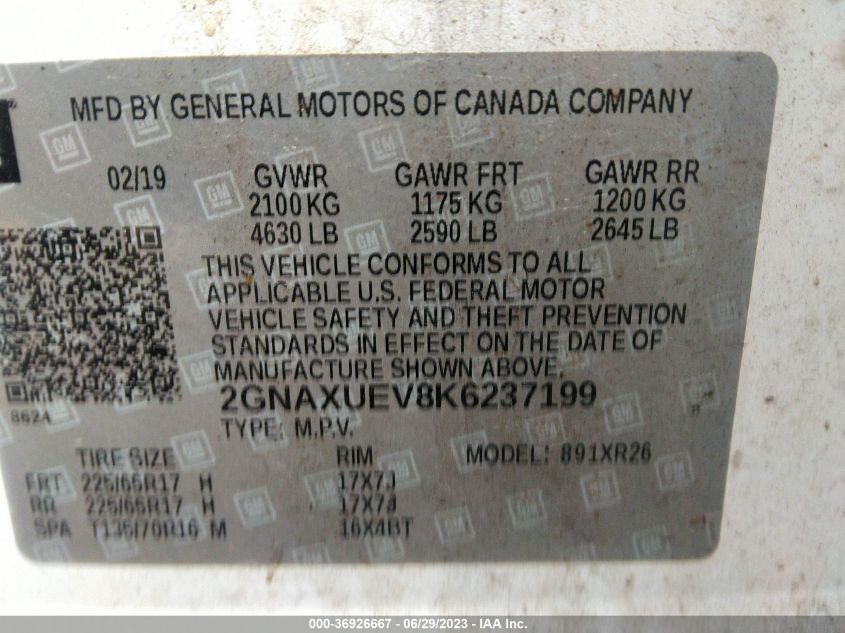 MFD BY GENERAL MOTORS OF CANADA COMPANY
02/19 GVWR GAWR FRT GAWR RR
2100 KG 1175 KG 1200 KG
4630 LB 2590 LB 2645 LB
THIS VEHICLE CONFORMS TO ALL
APPLICABLE U.S. FEDERAL MOTOR
VEHICLE SAFETY AND THEFT PREVENTION
STANDARDS IN EFFECT ON THE DATE OF
MANUFACTURE SHOWN ABOVE.
2GNAXUEV8K6237199
8624
TYPE: M.P.V.
TIRE SIZE RIM MODEL: 891XR26
FRT 225/65R17 H 17X7J
RR 225/65R17 H 17X7J
SPA T135/70R16 M 16X4BT
GM
000-36926667 / 06/29/2023 - IAA Inc.